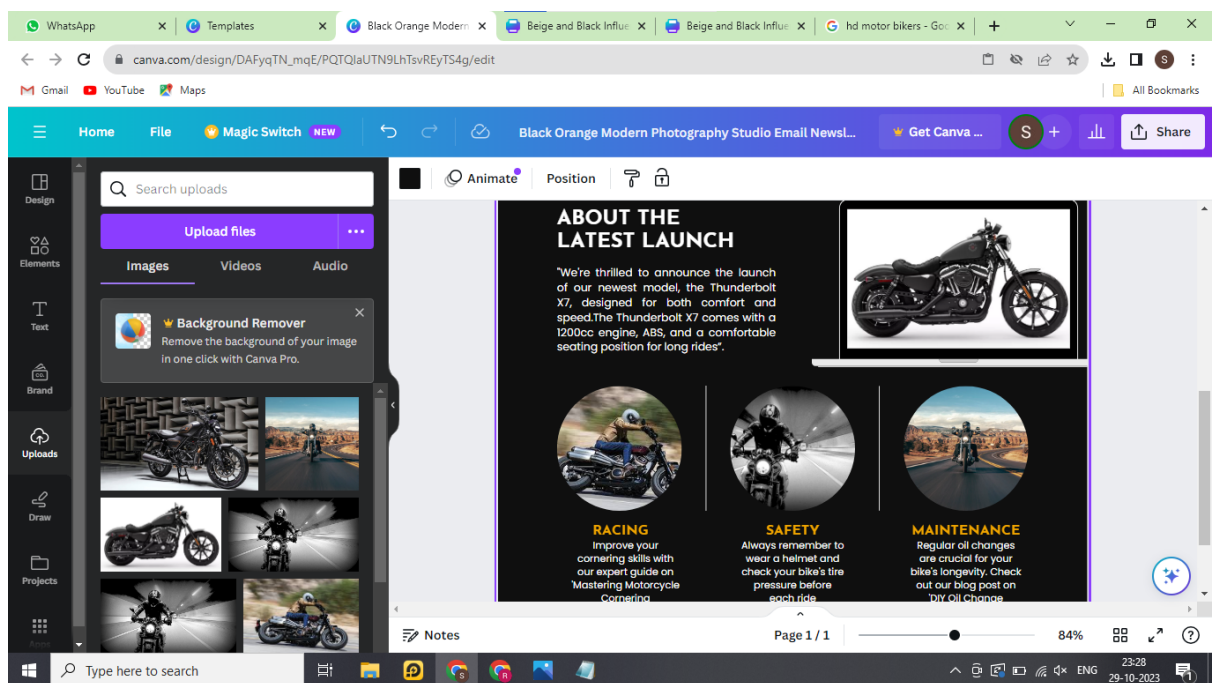 WhatsApp
Templates
Black Orange Modern
Beige and Black Influe
Beige and Black Influe
hd motor bikers - Goo
canva.com/design/DAFyqTN_mqE/PQTQlaUTN9LhTsvREyTS4g/edit
S
Gmail
YouTube
Maps
All Bookmarks
Home
File
Magic Switch NEW
Black Orange Modern Photography Studio Email Newsl...
Get Canva ...
S
Share
Design
Elements
Text
Brand
Uploads
Draw
Projects
Apps
Search uploads
Upload files
Images
Videos
Audio
Background Remover
Remove the background of your image
in one click with Canva Pro.
Animate
Position
ABOUT THE
LATEST LAUNCH
"We're thrilled to announce the launch
of our newest model, the Thunderbolt
X7, designed for both comfort and
speed.The Thunderbolt X7 comes with a
1200cc engine, ABS, and a comfortable
seating position for long rides".
RACING
Improve your
cornering skills with
our expert guide on
'Mastering Motorcycle
Cornering
SAFETY
Always remember to
wear a helmet and
check your bike's tire
pressure before
each ride
MAINTENANCE
Regular oil changes
are crucial for your
bike's longevity. Check
out our blog post on
'DIY Oil Change
Notes
Page 1 / 1
84%
Type here to search
ENG
23:28
29-10-2023